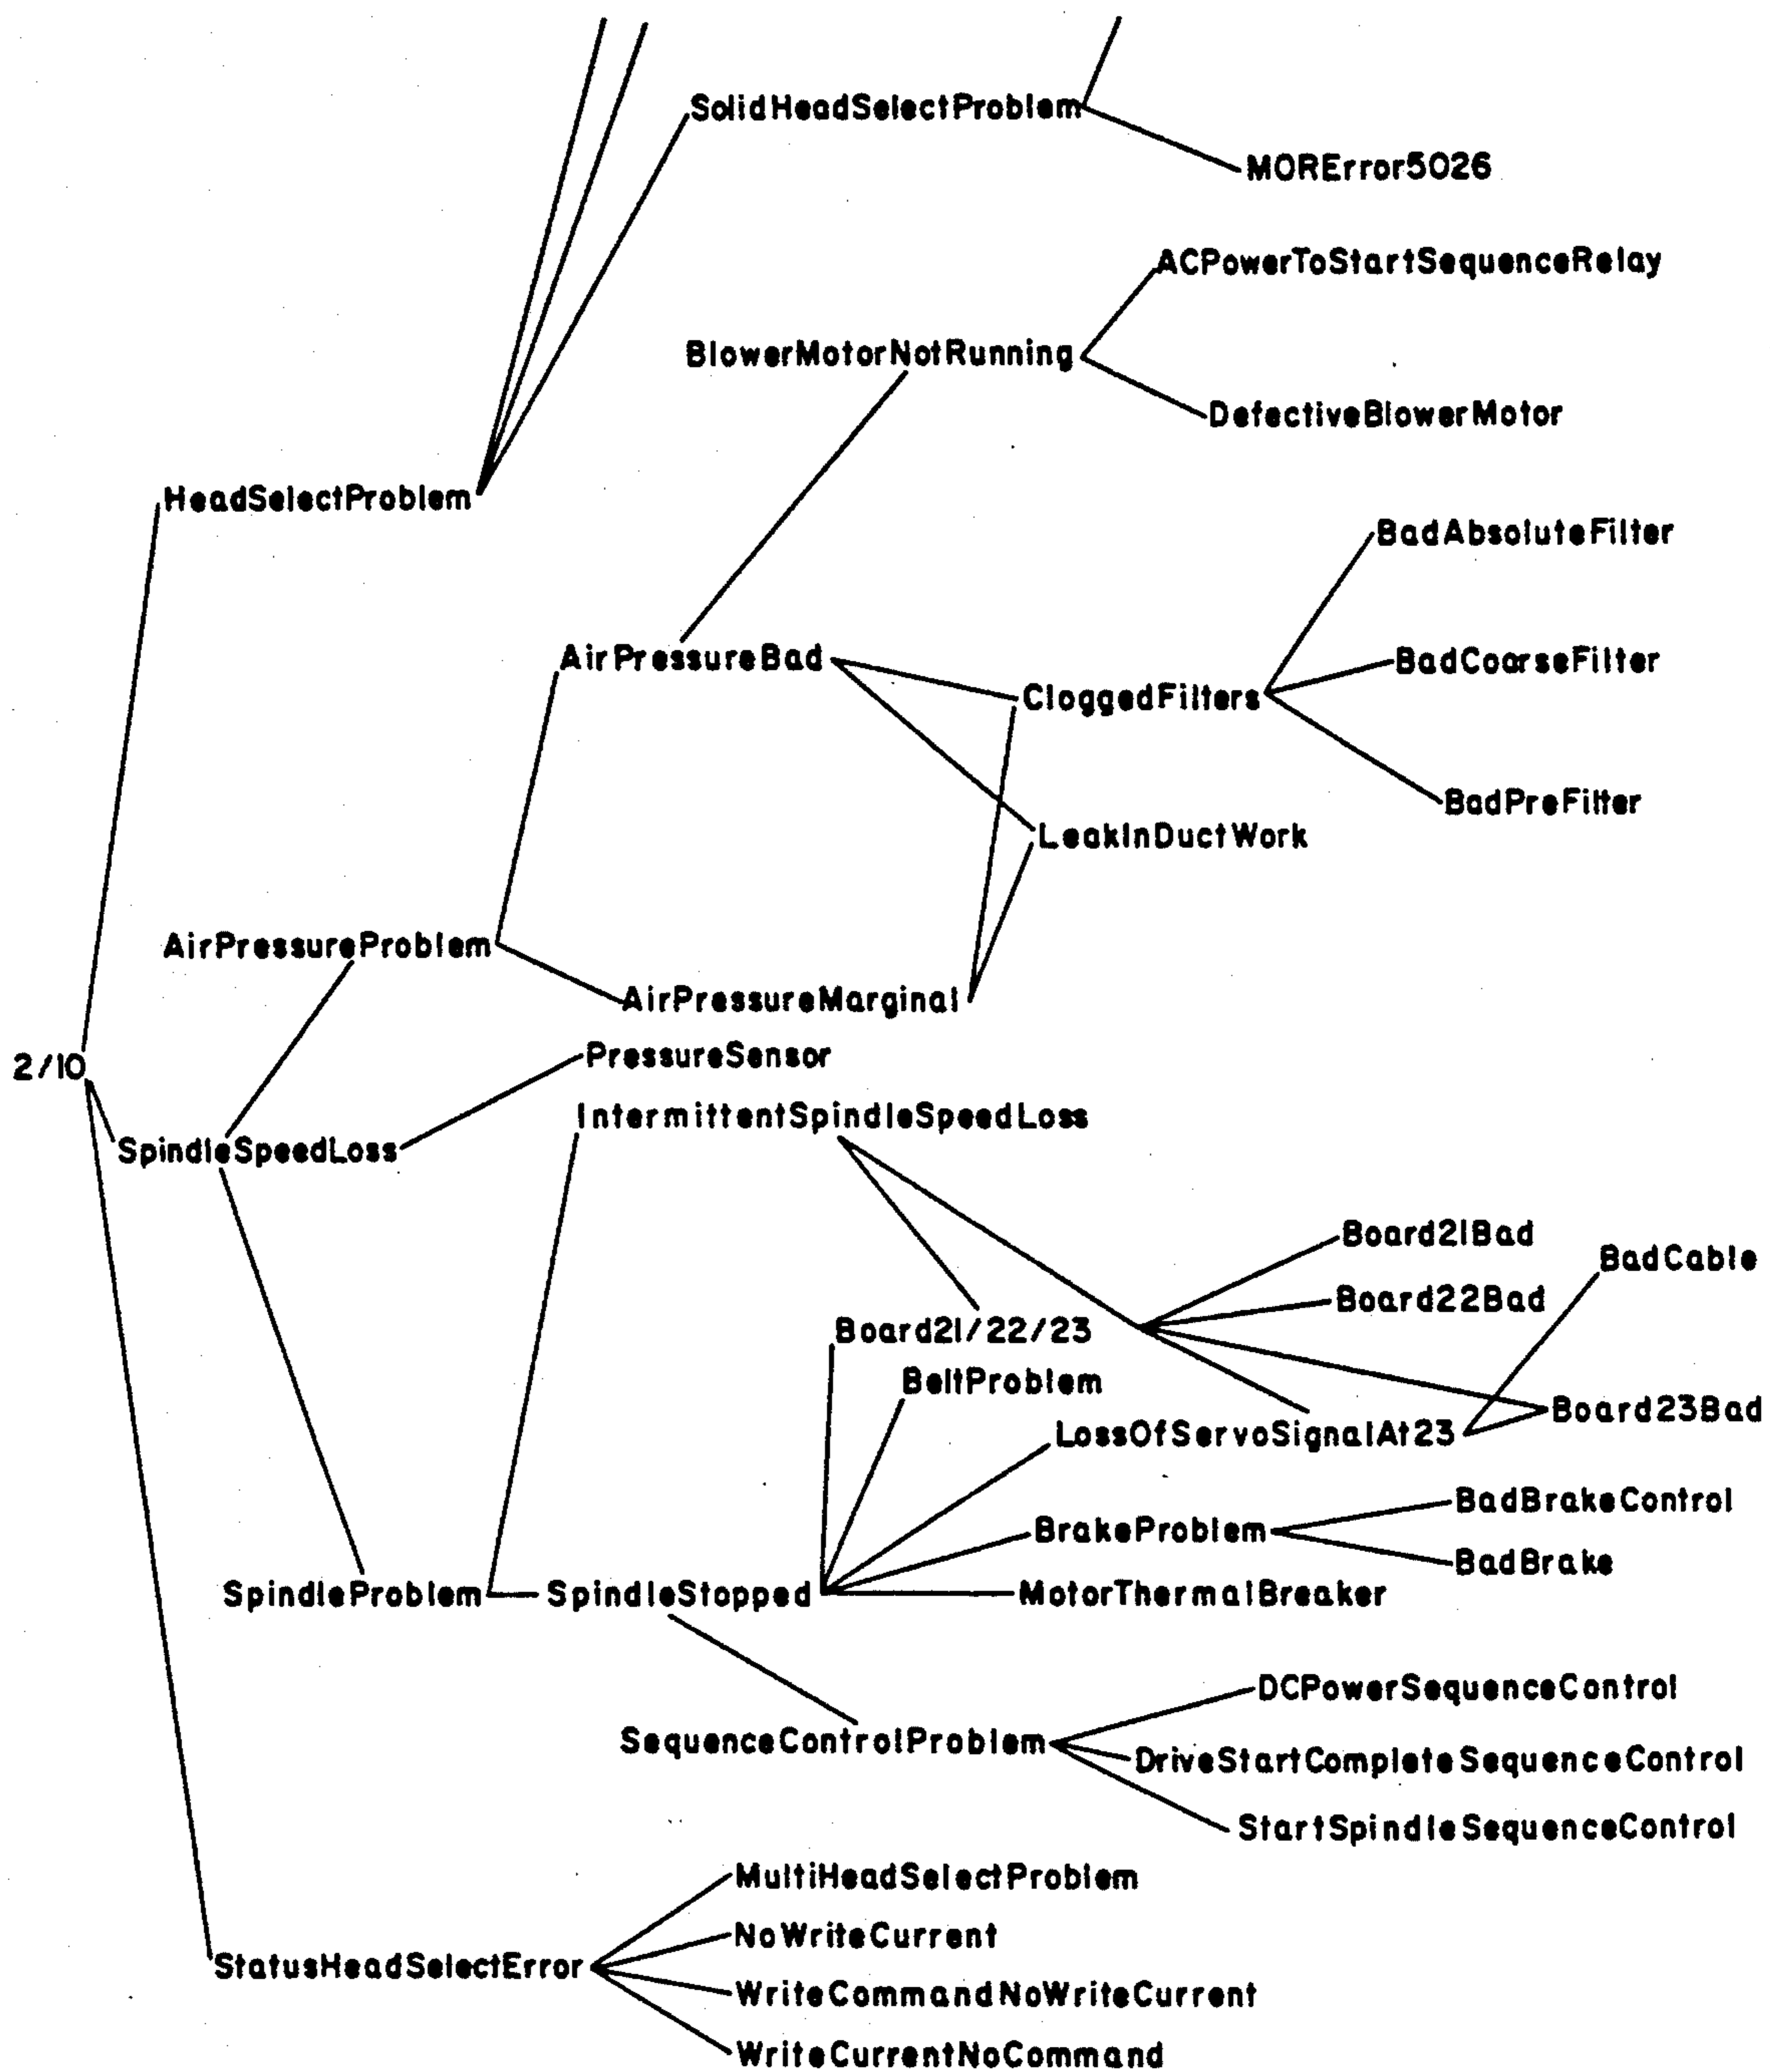 SolidHeadSelectProblem
MORError5026
ACPowerToStartSequenceRelay
BlowerMotorNotRunning
DefectiveBlowerMotor
HeadSelectProblem
BadAbsoluteFilter
AirPressureBad
BadCoarseFilter
CloggedFilters
BadPreFilter
LeakInDuctWork
AirPressureProblem
AirPressureMarginal
PressureSensor
2/10
IntermittentSpindleSpeedLoss
SpindleSpeedLoss
Board21Bad
BadCable
Board22Bad
Board21/22/23
BeltProblem
Board23Bad
LossOfServoSignalAt23
BadBrakeControl
BrakeProblem
BadBrake
SpindleProblem
SpindleStopped
MotorThermalBreaker
DCPowerSequenceControl
SequenceControlProblem
DriveStartCompleteSequenceControl
StartSpindleSequenceControl
MultiHeadSelectProblem
NoWriteCurrent
StatusHeadSelectError
WriteCommandNoWriteCurrent
WriteCurrentNoCommand